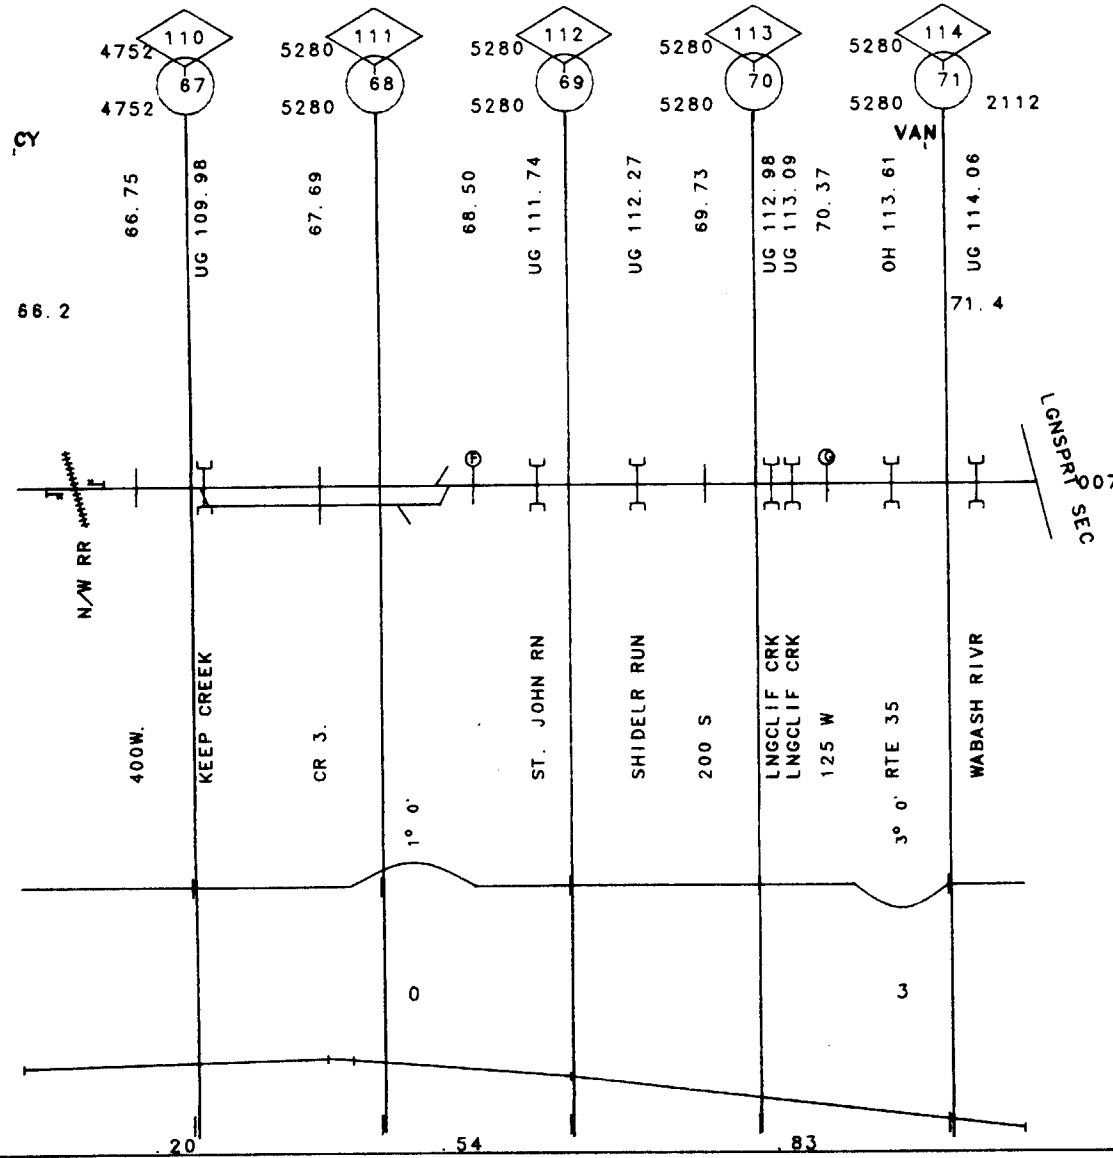 110 111 112 113 114
4752 5280 5280 5280 5280
67 68 69 70 71
4752 5280 5280 5280 5280 2112
CY
VAN
66.75
UG 109.98
67.69
68.50
UG 111.74
UG 112.27
69.73
UG 112.98
UG 113.09
70.37
OH 113.61
UG 114.06
66.2
71.4
N/W RR
F
G
LGNSPRT SEC
007
400W.
KEEP CREEK
CR 3.
ST. JOHN RN
SHIDELR RUN
200 S
LNGCLIF CRK
LNGCLIF CRK
125 W
RTE 35
WABASH RIVR
1° 0'
3° 0'
0
3
.20
.54
.83